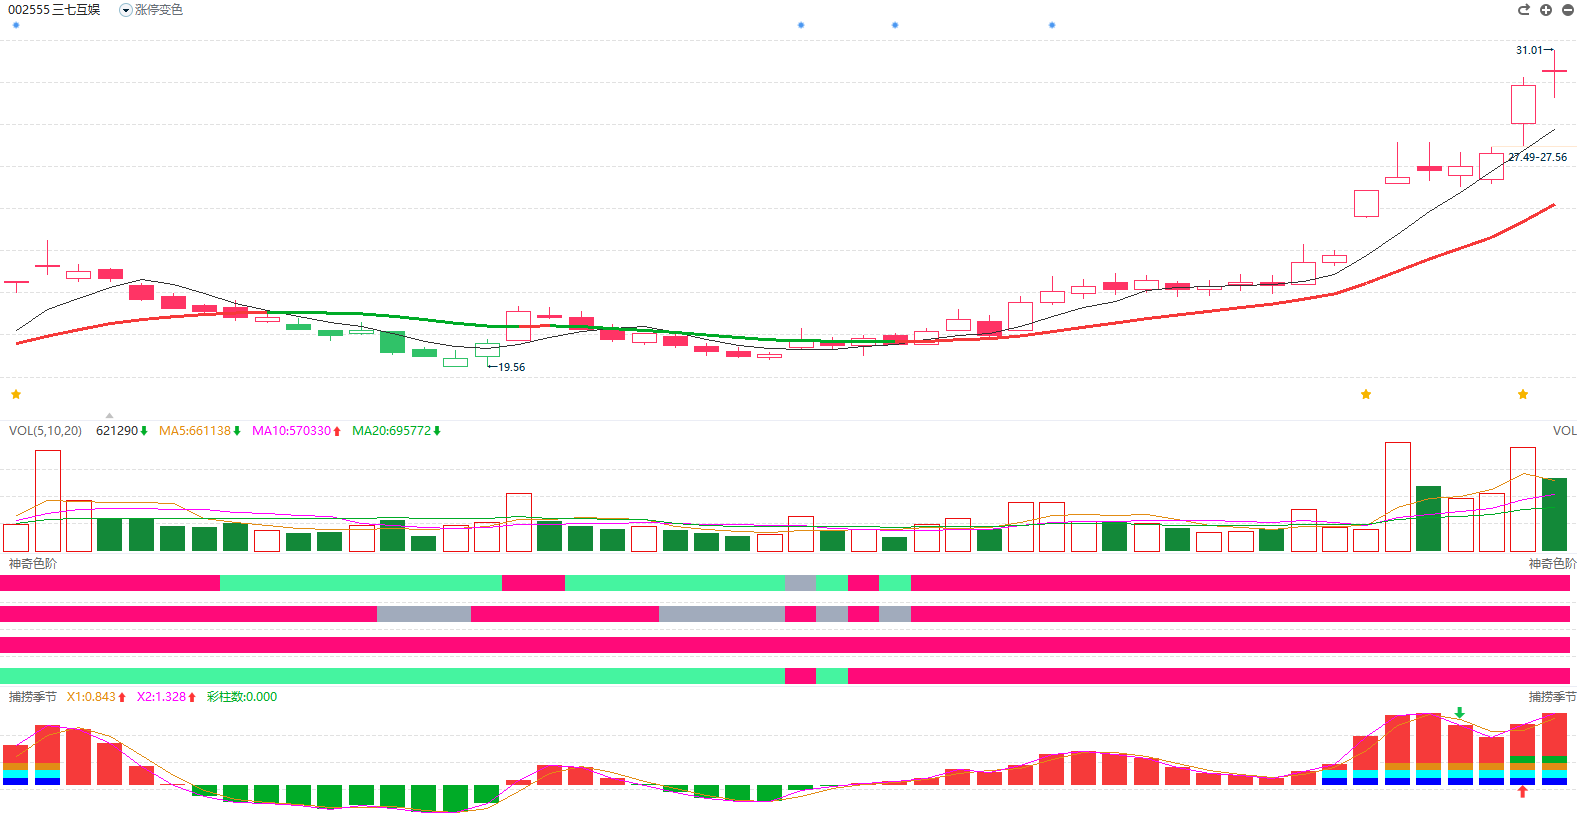 002555 三七互娱 涨停变色
31.01→
27.49-27.56
←19.56
VOL(5,10,20) 621290↓ MA5:661138↓ MA10:570330↑ MA20:695772↓ VOL
神奇色阶 神奇色阶
捕捞季节 X1:0.843↑ X2:1.328↑ 彩柱数:0.000 捕捞季节